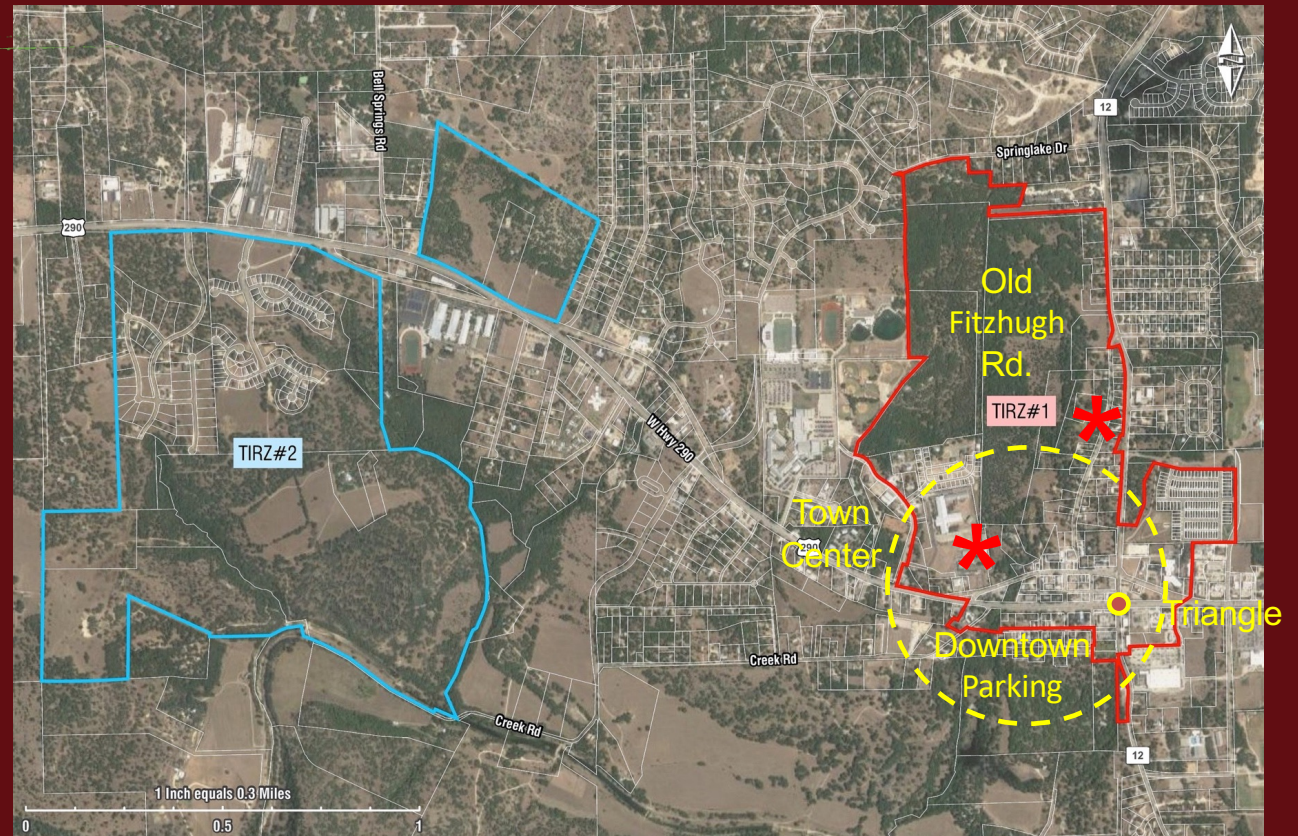 Bell Springs Rd
12
Springlake Dr
290
Old
Fitzhugh
Rd.
TIRZ#1
*
W Hwy 290
TIRZ#2
Town
Center
290
*
Triangle
Downtown
Parking
Creek Rd
Creek Rd
12
1 Inch equals 0.3 Miles
0 0.5 1